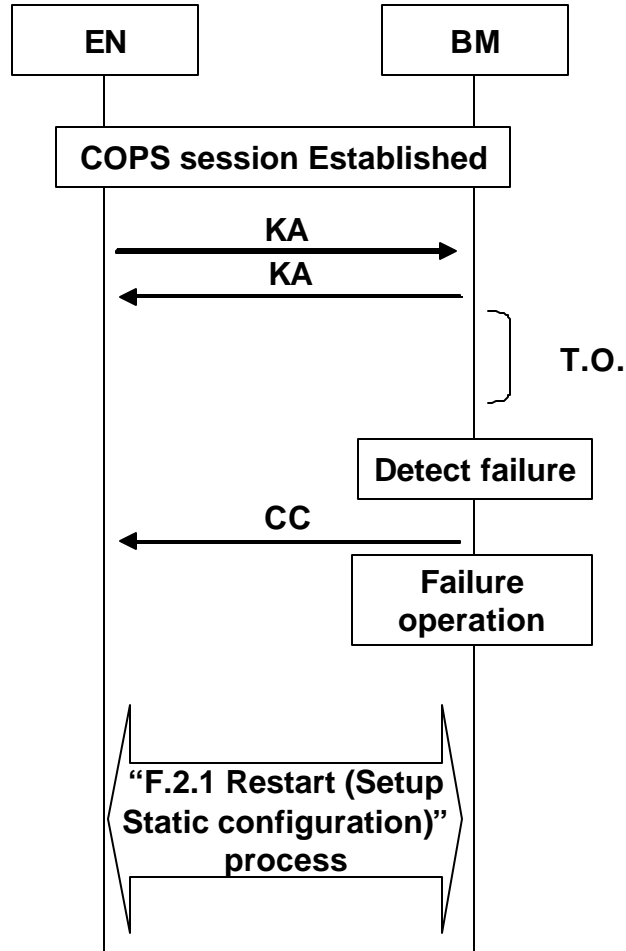 EN
BM
COPS session Established
KA
KA
T.O.
Detect failure
CC
Failure
operation
“F.2.1 Restart (Setup
Static configuration)”
process